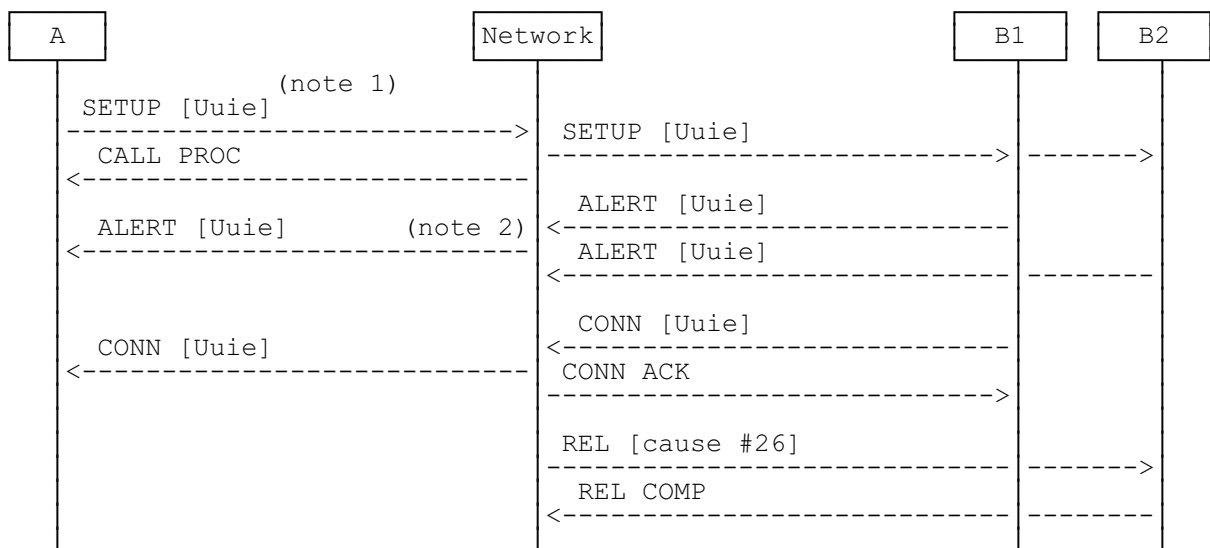 A Network B1 B2
(note 1)
SETUP [Uuie]
SETUP [Uuie]
CALL PROC
ALERT [Uuie]
ALERT [Uuie] (note 2)
ALERT [Uuie]
CONN [Uuie]
CONN [Uuie]
CONN ACK
REL [cause #26]
REL COMP